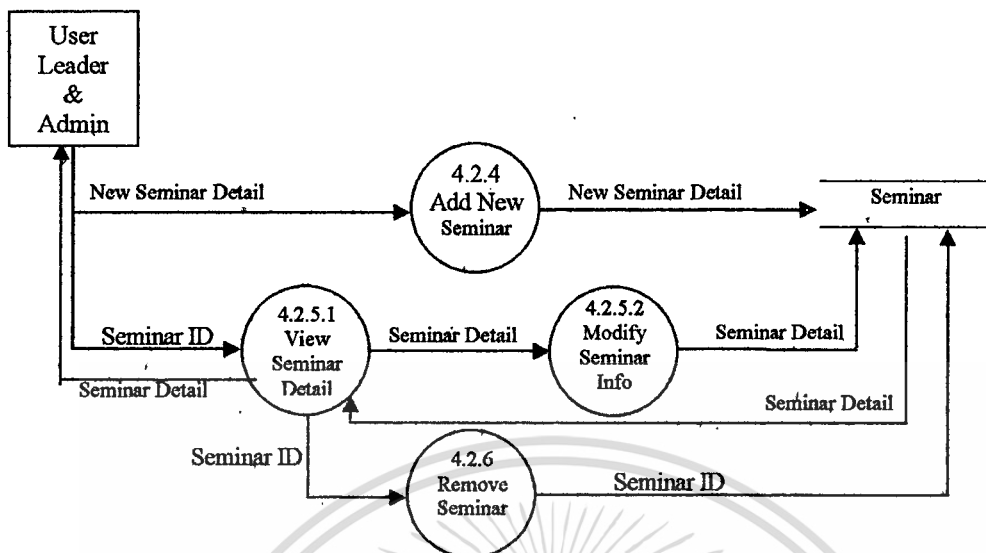 User
Leader
&
Admin
New Seminar Detail
4.2.4
Add New
Seminar
New Seminar Detail
Seminar
Seminar ID
Seminar Detail
4.2.5.1
View
Seminar
Detail
Seminar Detail
4.2.5.2
Modify
Seminar
Info
Seminar Detail
Seminar Detail
Seminar ID
4.2.6
Remove
Seminar
Seminar ID